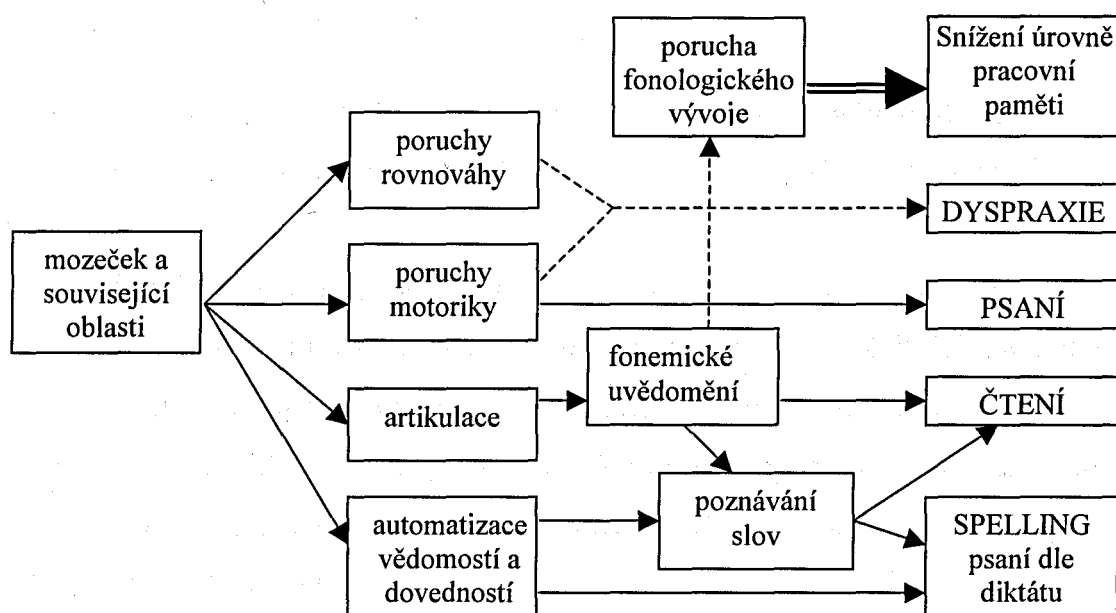 porucha
fonologického
vývoje
Snížení úrovně
pracovní
paměti
poruchy
rovnováhy
DYSPRAXIE
mozeček a
související
oblasti
poruchy
motoriky
PSANÍ
fonemické
uvědomění
artikulace
ČTENÍ
poznávání
slov
automatizace
vědomostí a
dovedností
SPELLING
psaní dle
diktátu